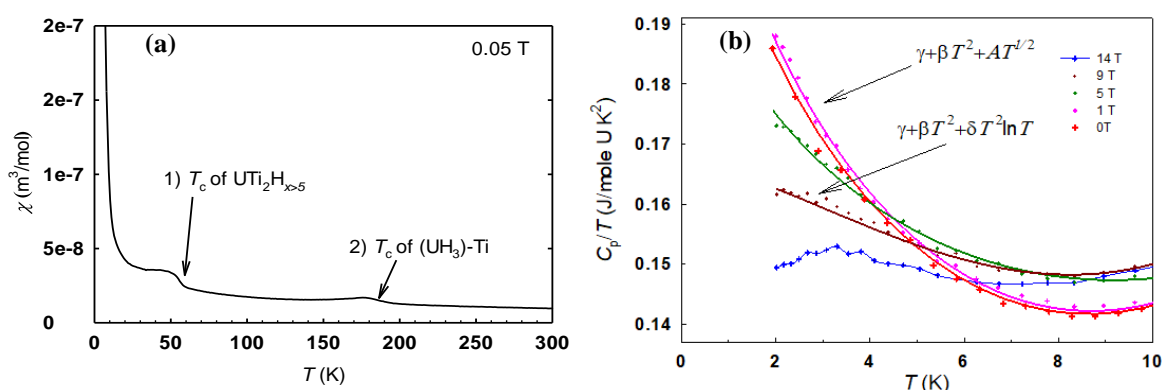 (a)
0.05 T
2e-7
2e-7
1e-7
5e-8
0
χ (m³/mol)
1) Tc of UTi₂Hx>5
2) Tc of (UH₃)-Ti
0 50 100 150 200 250 300
T (K)
(b)
0.19
0.18
0.17
0.16
0.15
0.14
Cp/T (J/mole U K²)
γ+βT²+AT^1/2
γ+βT²+δT²lnT
14 T
9 T
5 T
1 T
0T
0 2 4 6 8 10
T (K)